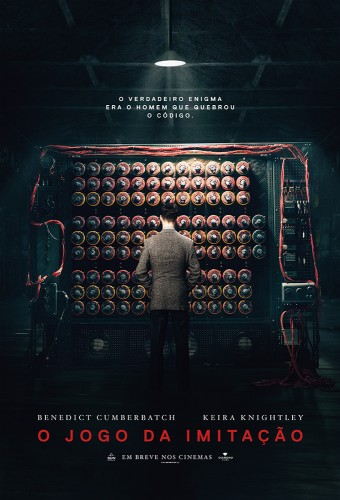 O VERDADEIRO ENIGMA
ERA O HOMEM QUE QUEBROU
O CÓDIGO.
BENEDICT CUMBERBATCH KEIRA KNIGHTLEY
O JOGO DA IMITAÇÃO
EM BREVE NOS CINEMAS